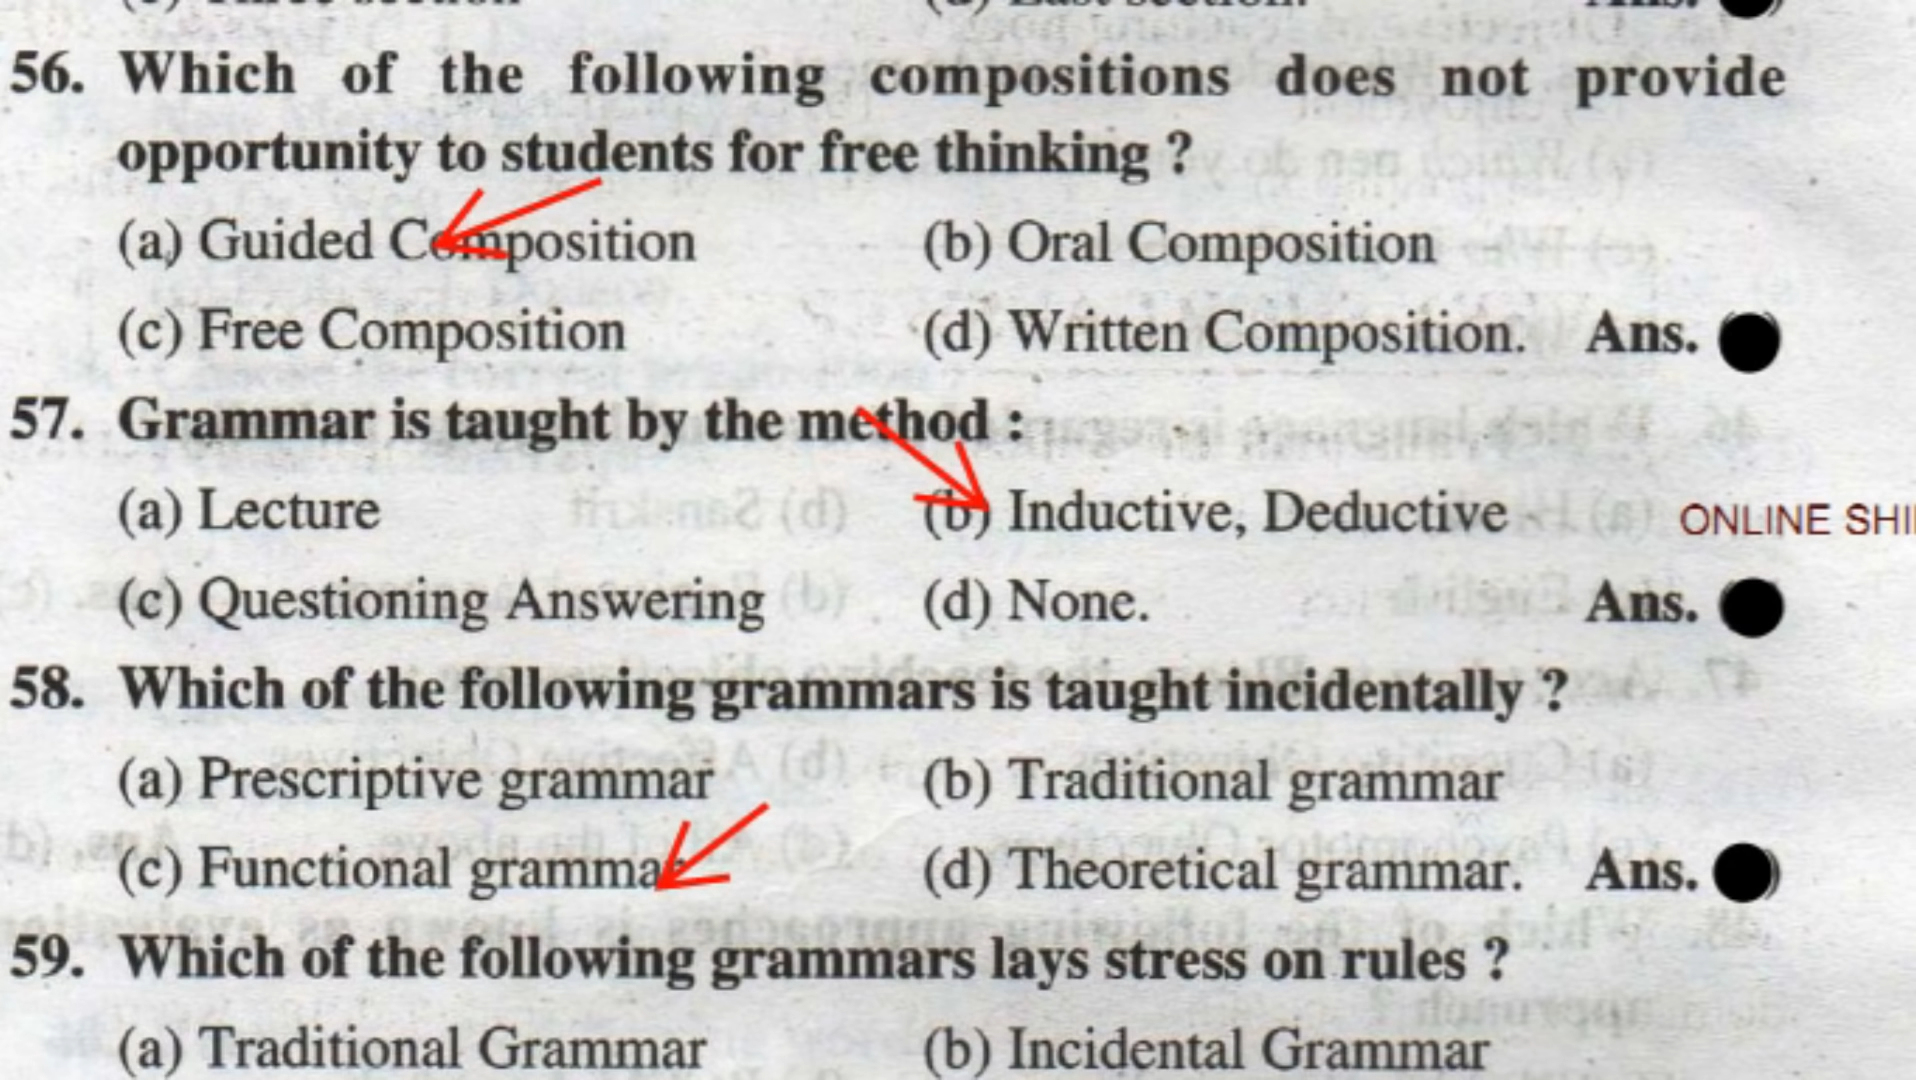 56. Which of the following compositions does not provide
opportunity to students for free thinking ?
(a) Guided Composition (b) Oral Composition
(c) Free Composition (d) Written Composition. Ans.
57. Grammar is taught by the method :
(a) Lecture (b) Inductive, Deductive
ONLINE
(c) Questioning Answering (d) None. Ans.
58. Which of the following grammars is taught incidentally ?
(a) Prescriptive grammar (b) Traditional grammar
(c) Functional grammar (d) Theoretical grammar. Ans.
59. Which of the following grammars lays stress on rules ?
(a) Traditional Grammar (b) Incidental Grammar